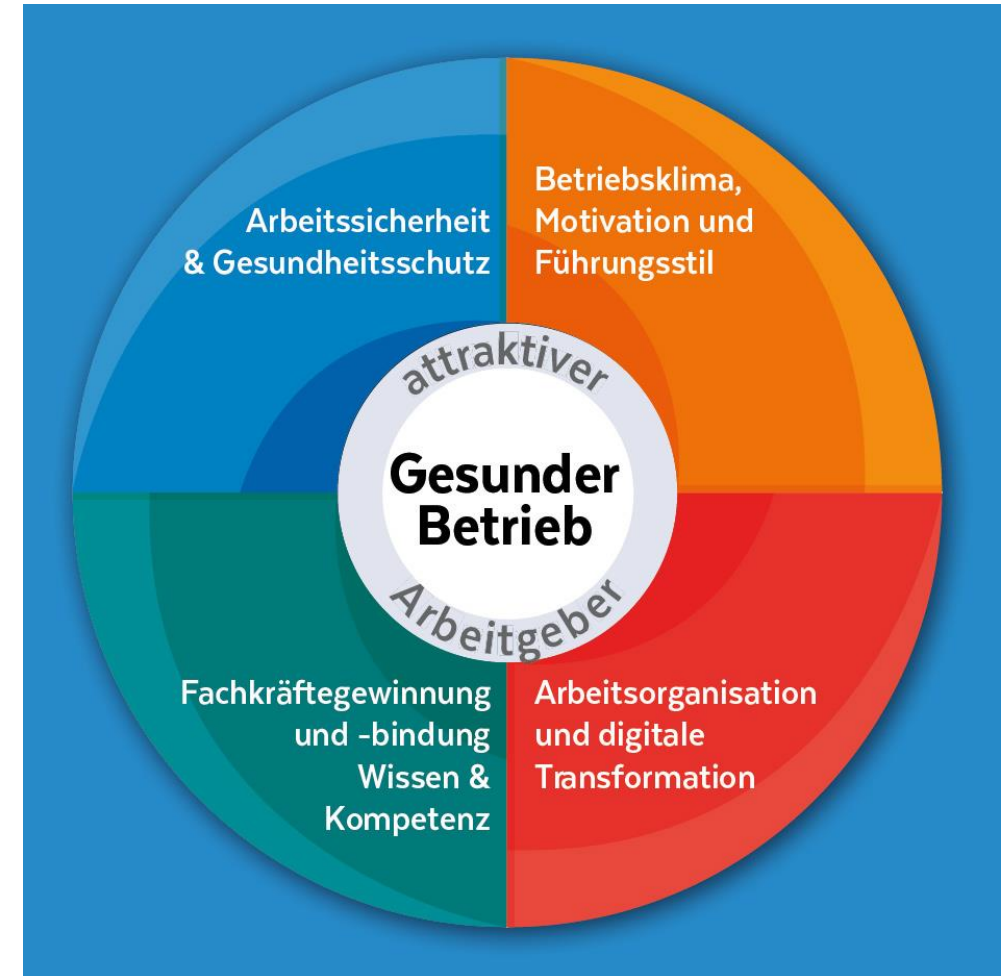 Arbeitssicherheit
& Gesundheitsschutz
Betriebsklima,
Motivation und
Führungsstil
attraktiver
Gesunder
Betrieb
Arbeitgeber
Fachkräftegewinnung
und -bindung
Wissen &
Kompetenz
Arbeitsorganisation
und digitale
Transformation